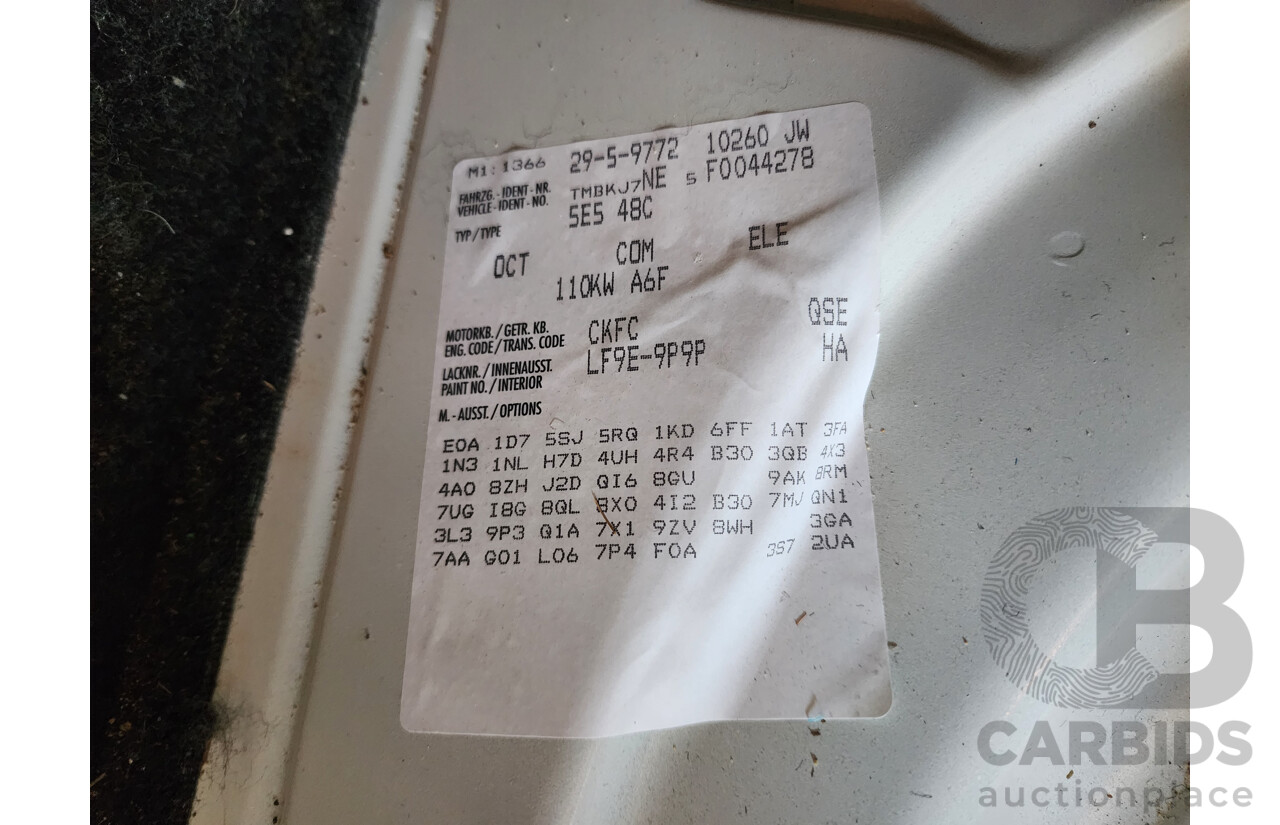 M1: 1366 29-5-9772 10260 JW
FAHRZG.-IDENT-NR.
VEHICLE-IDENT-NO. TMBKJ7NE 5 F0044278
TYP/TYPE 5E5 48C
OCT COM ELE
110KW A6F
MOTORKB./GETR. KB.
ENG. CODE/TRANS. CODE CKFC QSE
LACKNR./INNENAUSST.
PAINT NO./INTERIOR LF9E-9P9P HA
M.-AUSST./OPTIONS
E0A 1D7 5SJ 5RQ 1KD 6FF 1AT 3FA
1N3 1NL H7D 4UH 4R4 B30 3QB 4X3
4A0 8ZH J2D QI6 8GU 9AK 8RM
7UG I8G 8QL 8X0 4I2 B30 7MJ QN1
3L3 9P3 Q1A 7X1 9ZV 8WH 3GA
7AA G01 L06 7P4 F0A 3S7 2UA
CB
CARBIDS
auctionplace